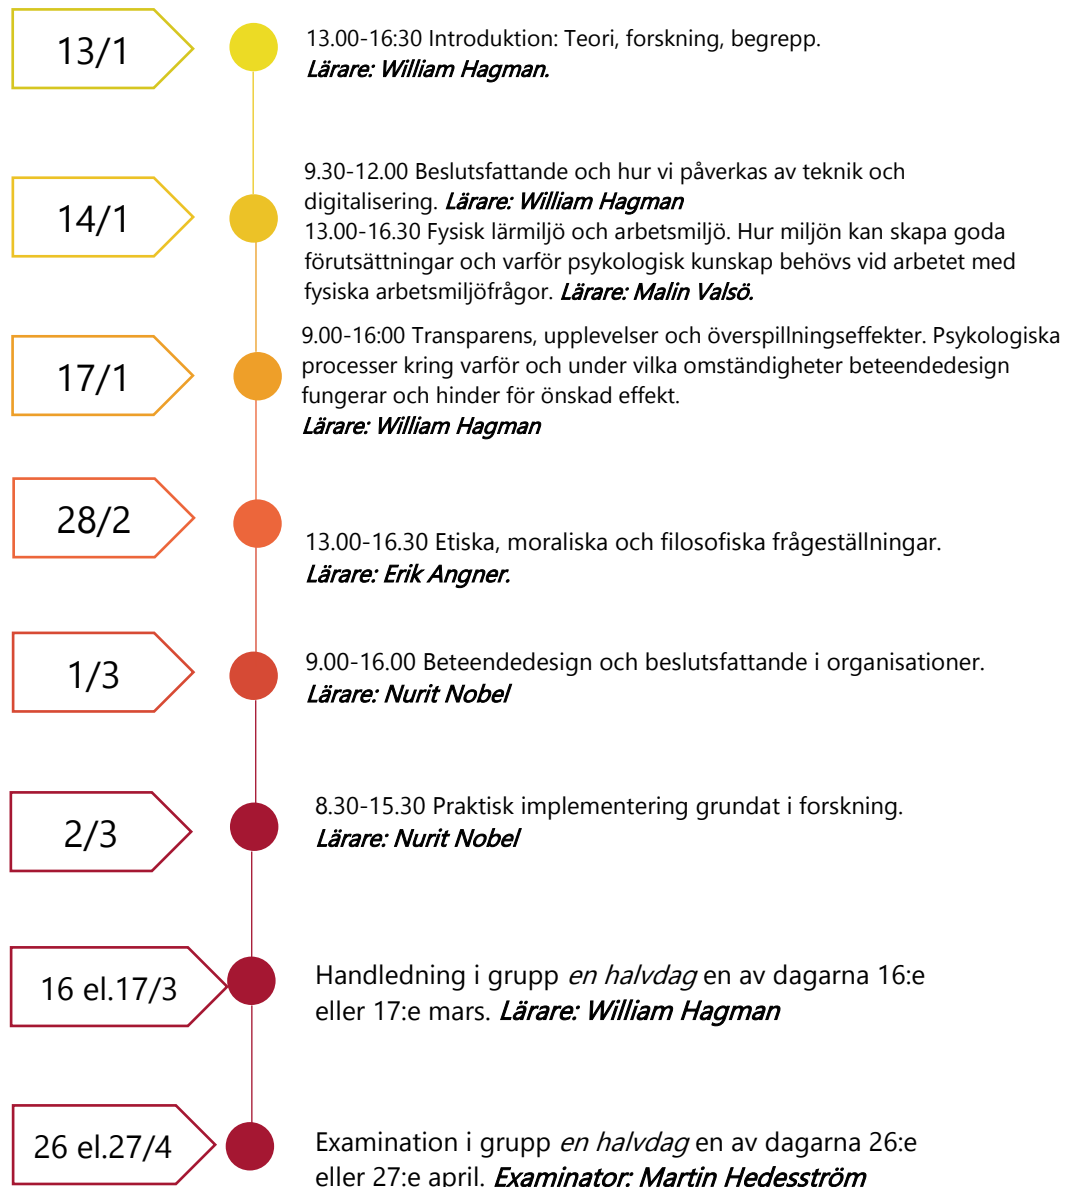 13/1
13.00-16:30 Introduktion: Teori, forskning, begrepp.
Lärare: William Hagman.
14/1
9.30-12.00 Beslutsfattande och hur vi påverkas av teknik och
digitalisering. Lärare: William Hagman
13.00-16.30 Fysisk lärmiljö och arbetsmiljö. Hur miljön kan skapa goda
förutsättningar och varför psykologisk kunskap behövs vid arbetet med
fysiska arbetsmiljöfrågor. Lärare: Malin Valsö.
17/1
9.00-16:00 Transparens, upplevelser och överspillningseffekter. Psykologiska
processer kring varför och under vilka omständigheter beteendedesign
fungerar och hinder för önskad effekt.
Lärare: William Hagman
28/2
13.00-16.30 Etiska, moraliska och filosofiska frågeställningar.
Lärare: Erik Angner.
1/3
9.00-16.00 Beteendedesign och beslutsfattande i organisationer.
Lärare: Nurit Nobel
2/3
8.30-15.30 Praktisk implementering grundat i forskning.
Lärare: Nurit Nobel
16 el.17/3
Handledning i grupp en halvdag en av dagarna 16:e
eller 17:e mars. Lärare: William Hagman
26 el.27/4
Examination i grupp en halvdag en av dagarna 26:e
eller 27:e april. Examinator: Martin Hedesström